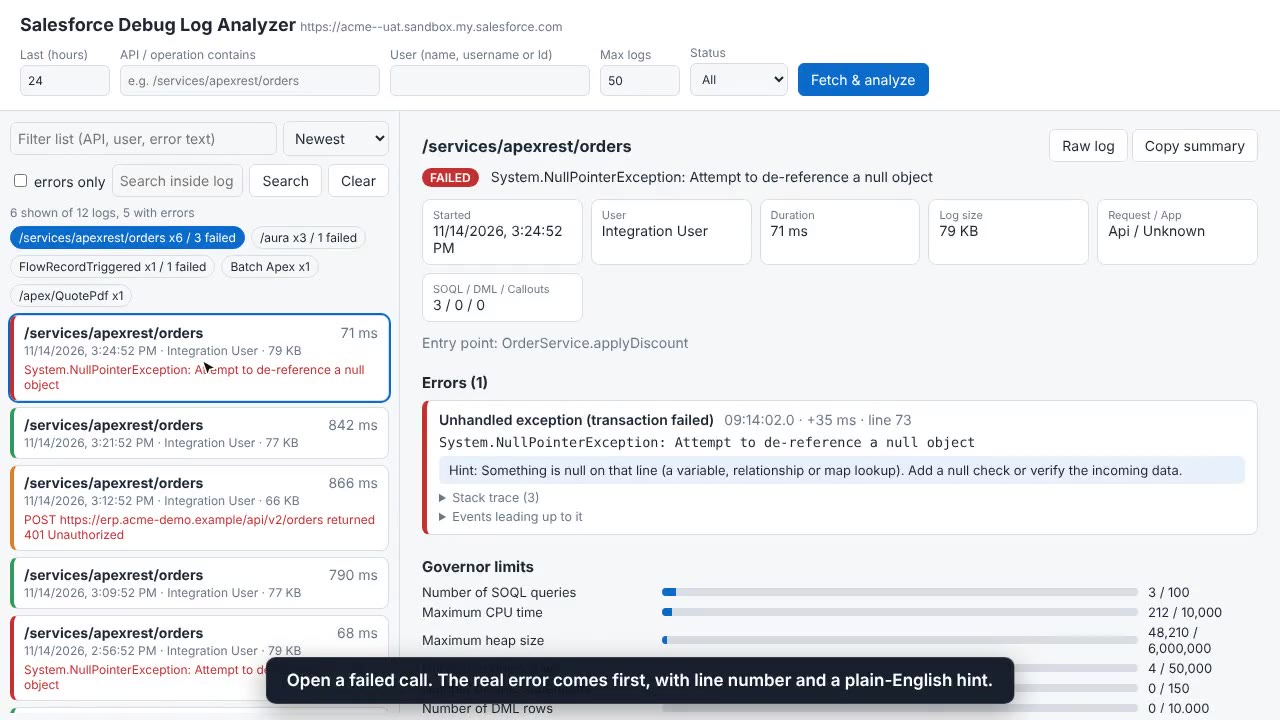 Salesforce Debug Log Analyzer https://acme--uat.sandbox.my.salesforce.com
Last (hours)
24
API / operation contains
e.g. /services/apexrest/orders
User (name, username or Id)
Max logs
50
Status
All
Fetch & analyze
Filter list (API, user, error text)
Newest
errors only
Search inside log
Search
Clear
6 shown of 12 logs, 5 with errors
/services/apexrest/orders x6 / 3 failed
/aura x3 / 1 failed
FlowRecordTriggered x1 / 1 failed
Batch Apex x1
/apex/QuotePdf x1
/services/apexrest/orders 71 ms
11/14/2026, 3:24:52 PM · Integration User · 79 KB
System.NullPointerException: Attempt to de-reference a null
object
/services/apexrest/orders 842 ms
11/14/2026, 3:21:52 PM · Integration User · 77 KB
/services/apexrest/orders 866 ms
11/14/2026, 3:12:52 PM · Integration User · 66 KB
POST https://erp.acme-demo.example/api/v2/orders returned
401 Unauthorized
/services/apexrest/orders 790 ms
11/14/2026, 3:09:52 PM · Integration User · 77 KB
/services/apexrest/orders 68 ms
11/14/2026, 2:56:52 PM · Integration User · 79 KB
System.NullPointerException: Attempt to
object
/services/apexrest/orders
Raw log
Copy summary
FAILED System.NullPointerException: Attempt to de-reference a null object
Started
11/14/2026, 3:24:52
PM
User
Integration User
Duration
71 ms
Log size
79 KB
Request / App
Api / Unknown
SOQL / DML / Callouts
3 / 0 / 0
Entry point: OrderService.applyDiscount
Errors (1)
Unhandled exception (transaction failed) 09:14:02.0 · +35 ms · line 73
System.NullPointerException: Attempt to de-reference a null object
Hint: Something is null on that line (a variable, relationship or map lookup). Add a null check or verify the incoming data.
Stack trace (3)
Events leading up to it
Governor limits
Number of SOQL queries 3 / 100
Maximum CPU time 212 / 10,000
Maximum heap size 48,210 /
6,000,000
4 / 50,000
0 / 150
Number of DML rows 0 / 10,000
Open a failed call. The real error comes first, with line number and a plain-English hint.